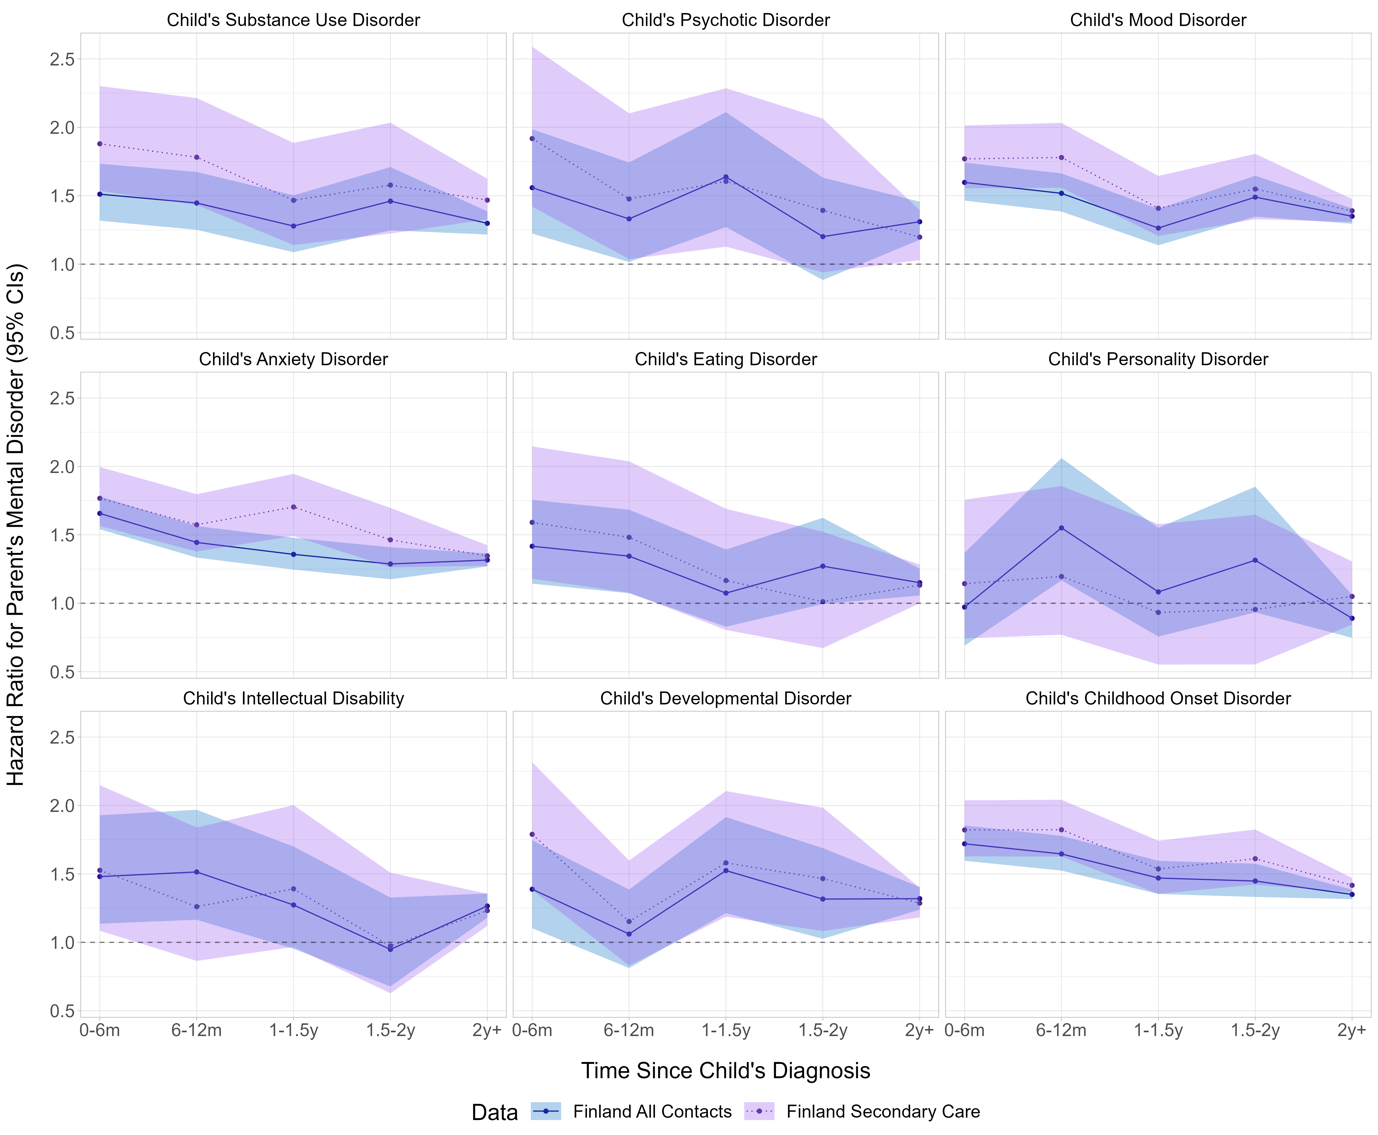 Child's Substance Use Disorder
Child's Psychotic Disorder
Child's Mood Disorder
2.5
2.0
1.5
1.0
0.5
Child's Anxiety Disorder
Child's Eating Disorder
Child's Personality Disorder
2.5
2.0
1.5
1.0
0.5
Child's Intellectual Disability
Child's Developmental Disorder
Child's Childhood Onset Disorder
2.5
2.0
1.5
1.0
0.5
Hazard Ratio for Parent's Mental Disorder (95% CIs)
0-6m 6-12m 1-1.5y 1.5-2y 2y+
0-6m 6-12m 1-1.5y 1.5-2y 2y+
0-6m 6-12m 1-1.5y 1.5-2y 2y+
Time Since Child's Diagnosis
Data Finland All Contacts Finland Secondary Care